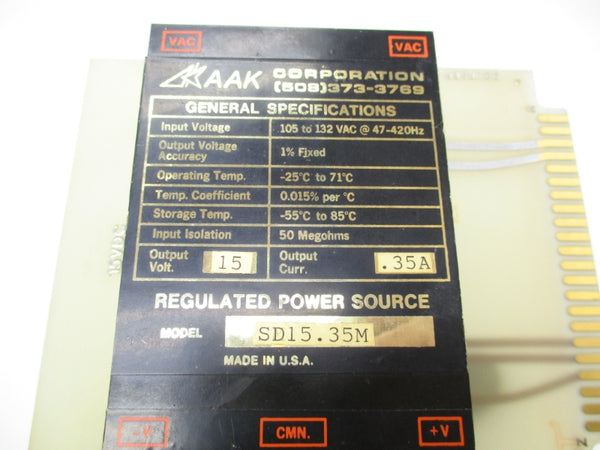 VAC VAC
AAK CORPORATION
(508)373-3769
GENERAL SPECIFICATIONS
Input Voltage 105 to 132 VAC @ 47-420Hz
Output Voltage Accuracy 1% Fixed
Operating Temp. -25°C to 71°C
Temp. Coefficient 0.015% per °C
Storage Temp. -55°C to 85°C
Input Isolation 50 Megohms
Output Volt. 15 Output Curr. .35A
REGULATED POWER SOURCE
MODEL SD15.35M
MADE IN U.S.A.
-V CMN. +V
15VDC